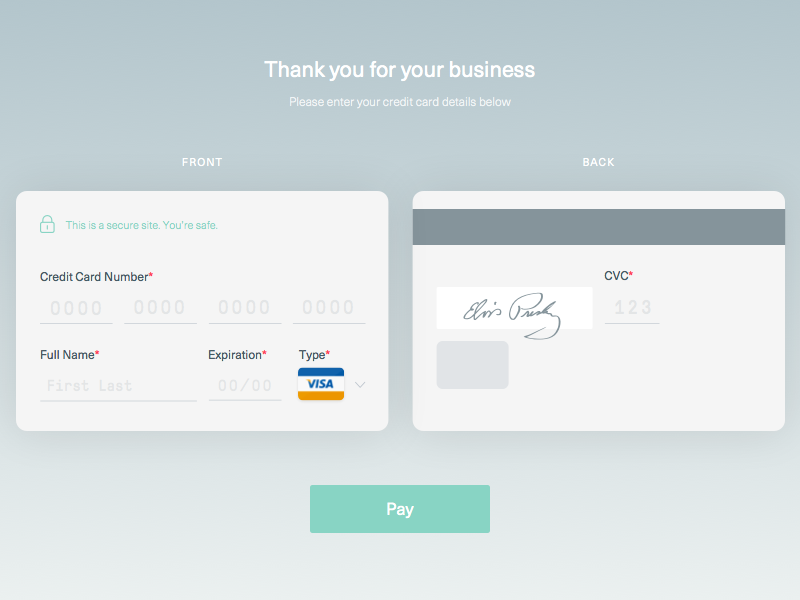 Thank you for your business
Please enter your credit card details below
FRONT
BACK
This is a secure site. You're safe.
Credit Card Number*
0000 0000 0000 0000
Full Name* Expiration* Type*
First Last 00/00 VISA
CVC*
123
Elvis Presley
Pay